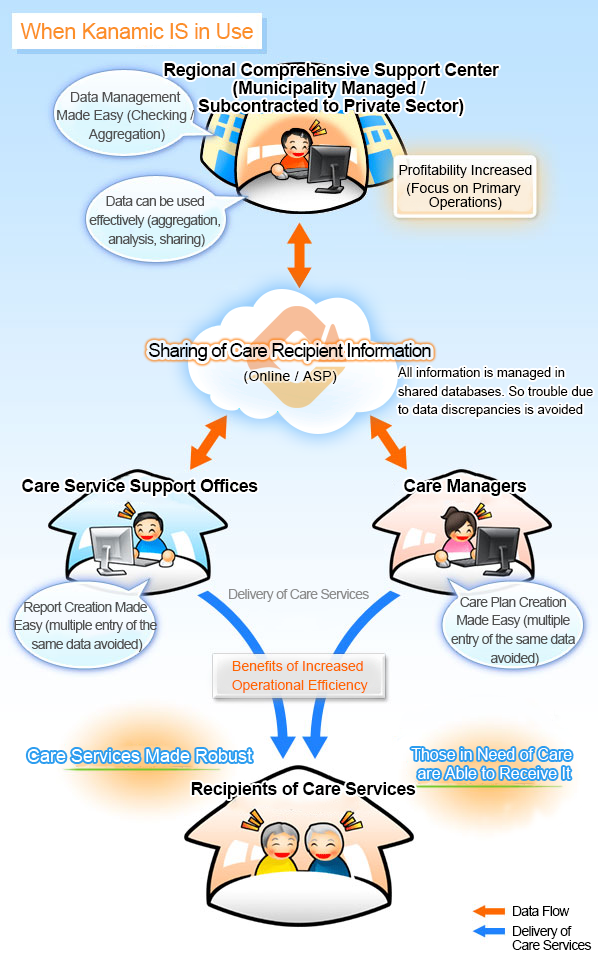 When Kanamic IS in Use
Regional Comprehensive Support Center
(Municipality Managed /
Subcontracted to Private Sector)
Data Management
Made Easy (Checking /
Aggregation)
Profitability Increased
(Focus on Primary
Operations)
Data can be used
effectively (aggregation,
analysis, sharing)
Sharing of Care Recipient Information
(Online / ASP)
All information is managed in
shared databases. So trouble due
to data discrepancies is avoided
Care Service Support Offices
Care Managers
Report Creation Made
Easy (multiple entry of the
same data avoided)
Delivery of Care Services
Care Plan Creation
Made Easy (multiple
entry of the same data
avoided)
Benefits of Increased
Operational Efficiency
Care Services Made Robust
Those in Need of Care
are Able to Receive It
Recipients of Care Services
Data Flow
Delivery of
Care Services